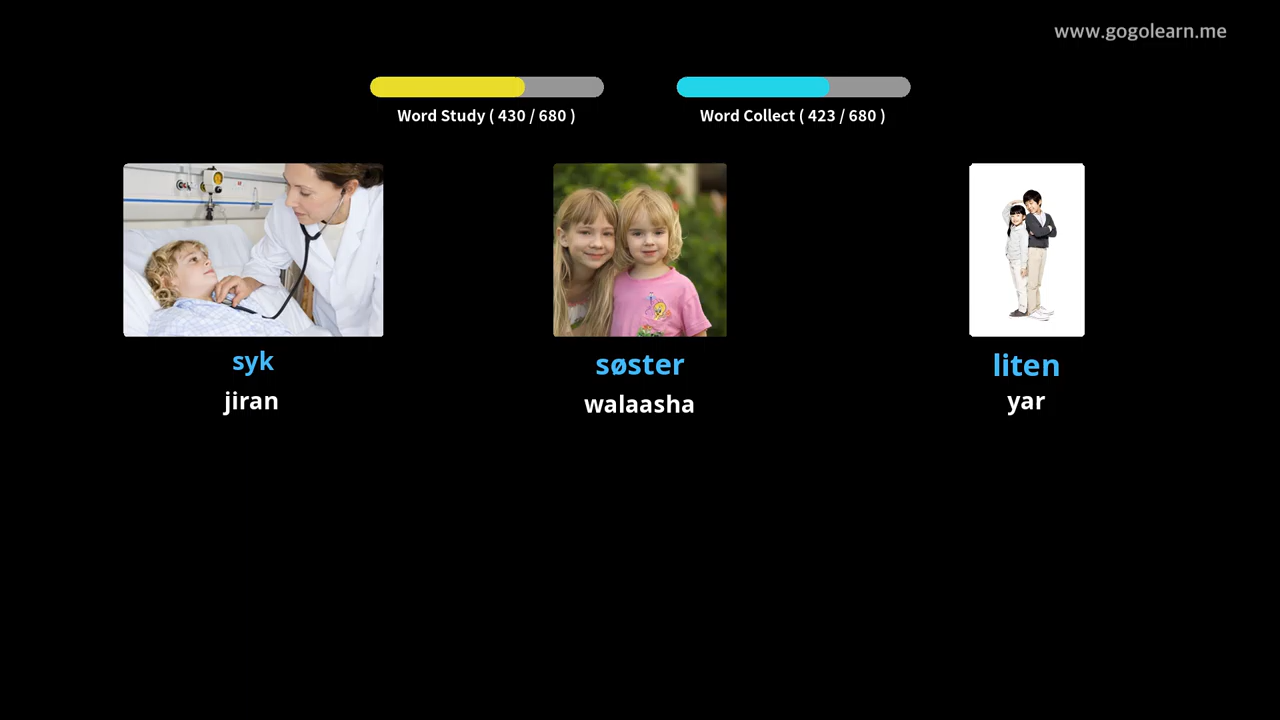 www.gogolearn.me
Word Study ( 430 / 680 )
Word Collect ( 423 / 680 )
syk
jiran
søster
walaasha
liten
yar